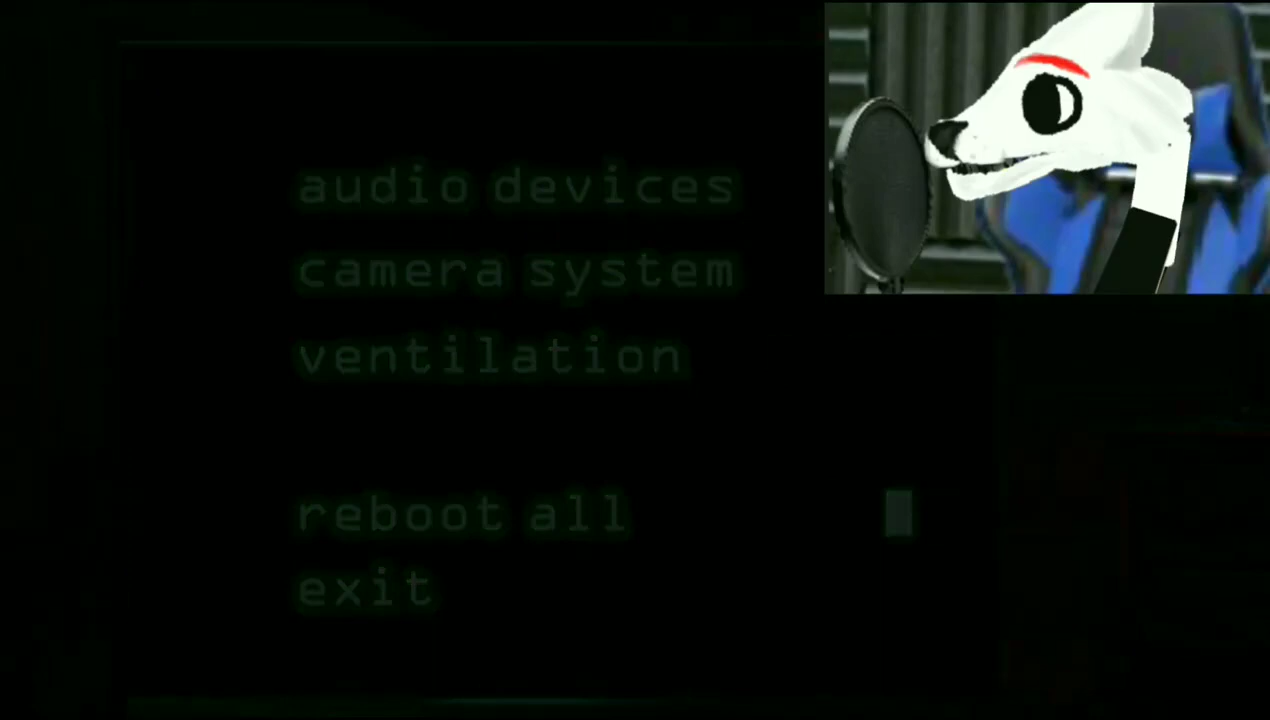 audio devices
camera system
ventilation
reboot all
exit